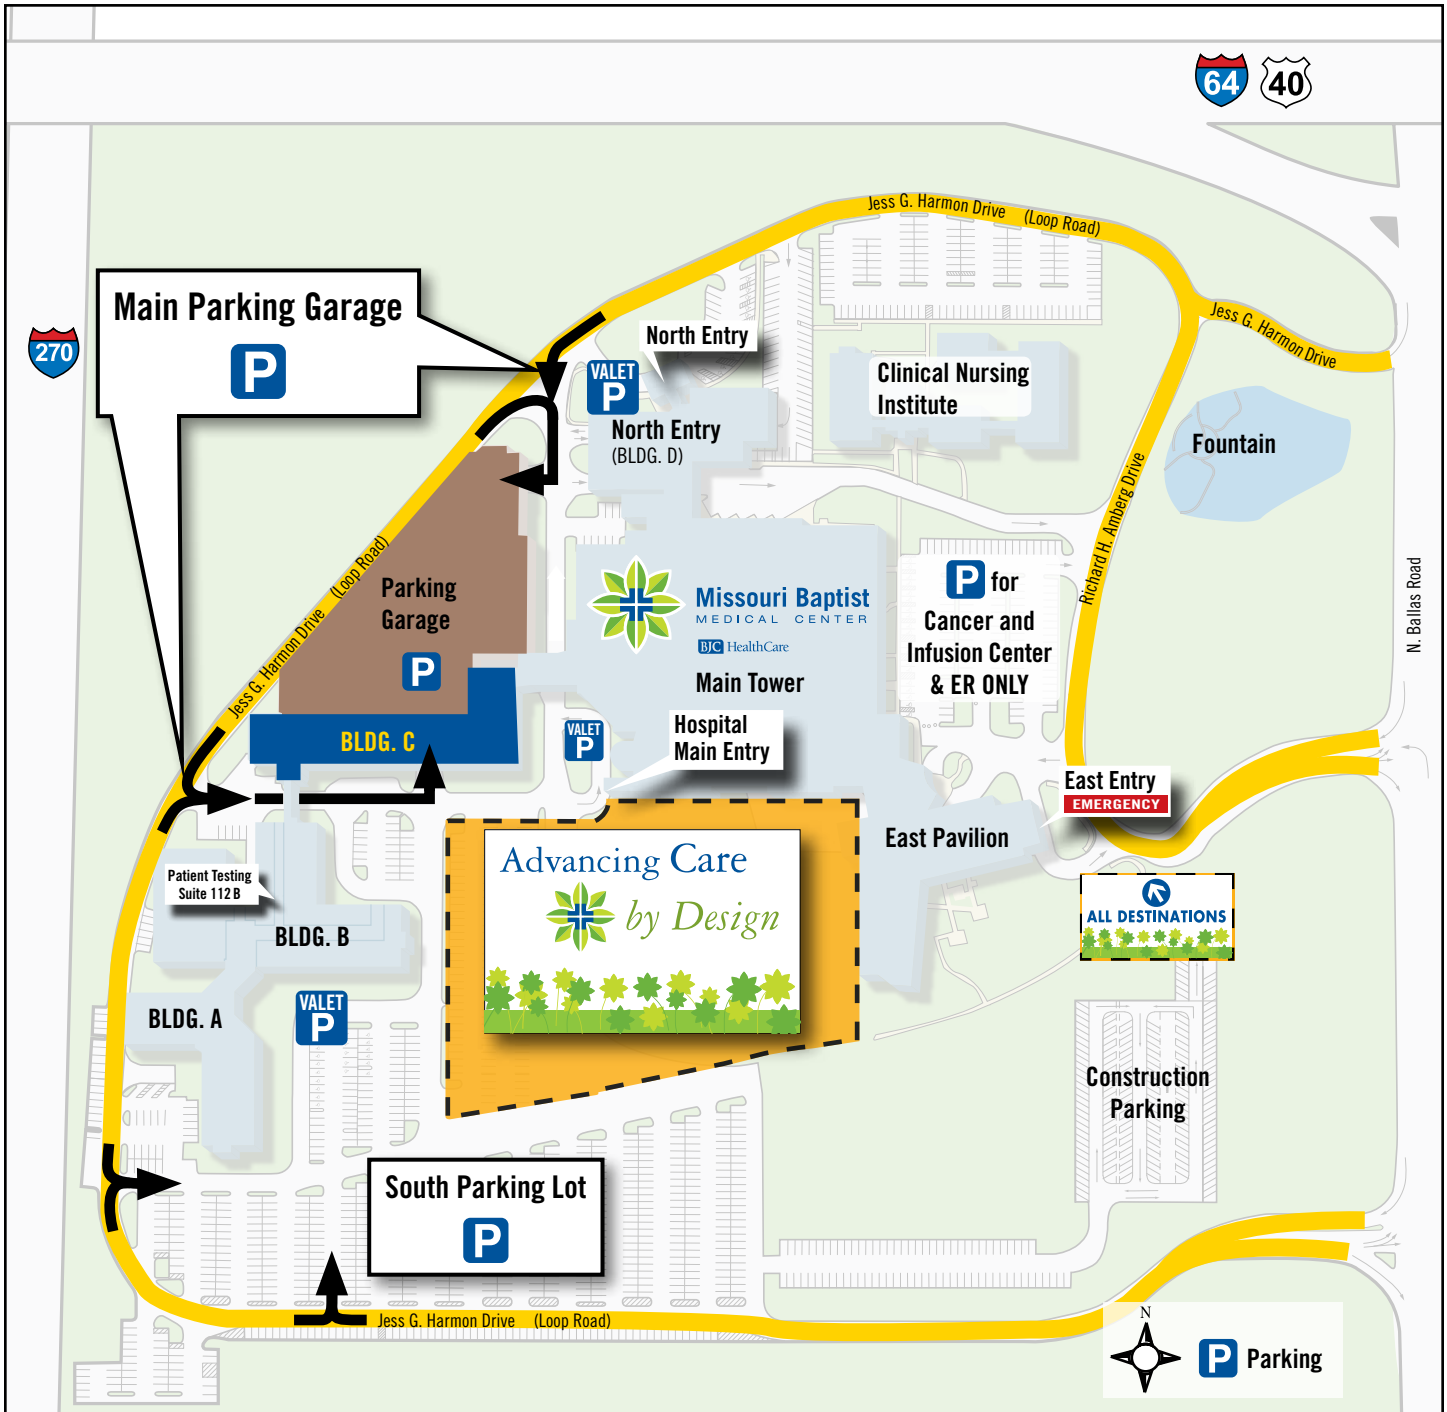 64
40
Jess G. Harmon Drive (Loop Road)
Main Parking Garage
P
270
North Entry
VALET
P
North Entry
(BLDG. D)
Clinical Nursing
Institute
Jess G. Harmon Drive
Fountain
Richard H. Amberg Drive
N. Ballas Road
Jess G. Harmon Drive (Loop Road)
Parking
Garage
P
Missouri Baptist
MEDICAL CENTER
BJC HealthCare
Main Tower
P for
Cancer and
Infusion Center
& ER ONLY
BLDG. C
VALET
P
Hospital
Main Entry
East Entry
EMERGENCY
East Pavilion
Advancing Care
by Design
Patient Testing
Suite 112 B
BLDG. B
ALL DESTINATIONS
BLDG. A
VALET
P
Construction
Parking
South Parking Lot
P
Jess G. Harmon Drive (Loop Road)
N
P Parking